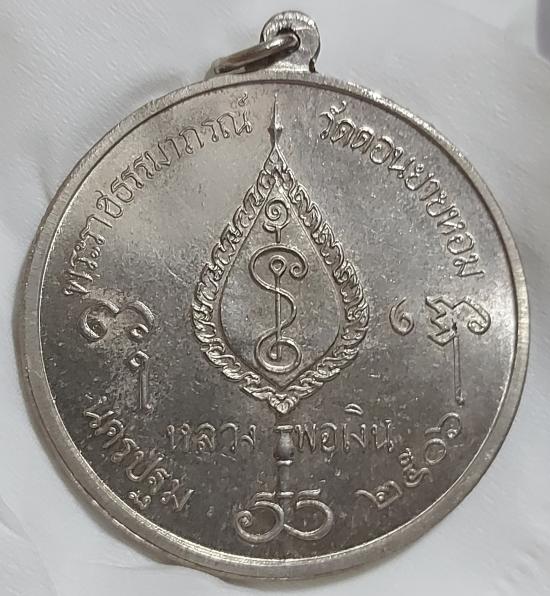 พระราชธรรมาภรณ์
วัดดอนยายหอม
หลวง พ่อเงิน
นครปฐม
๒๕๐๖